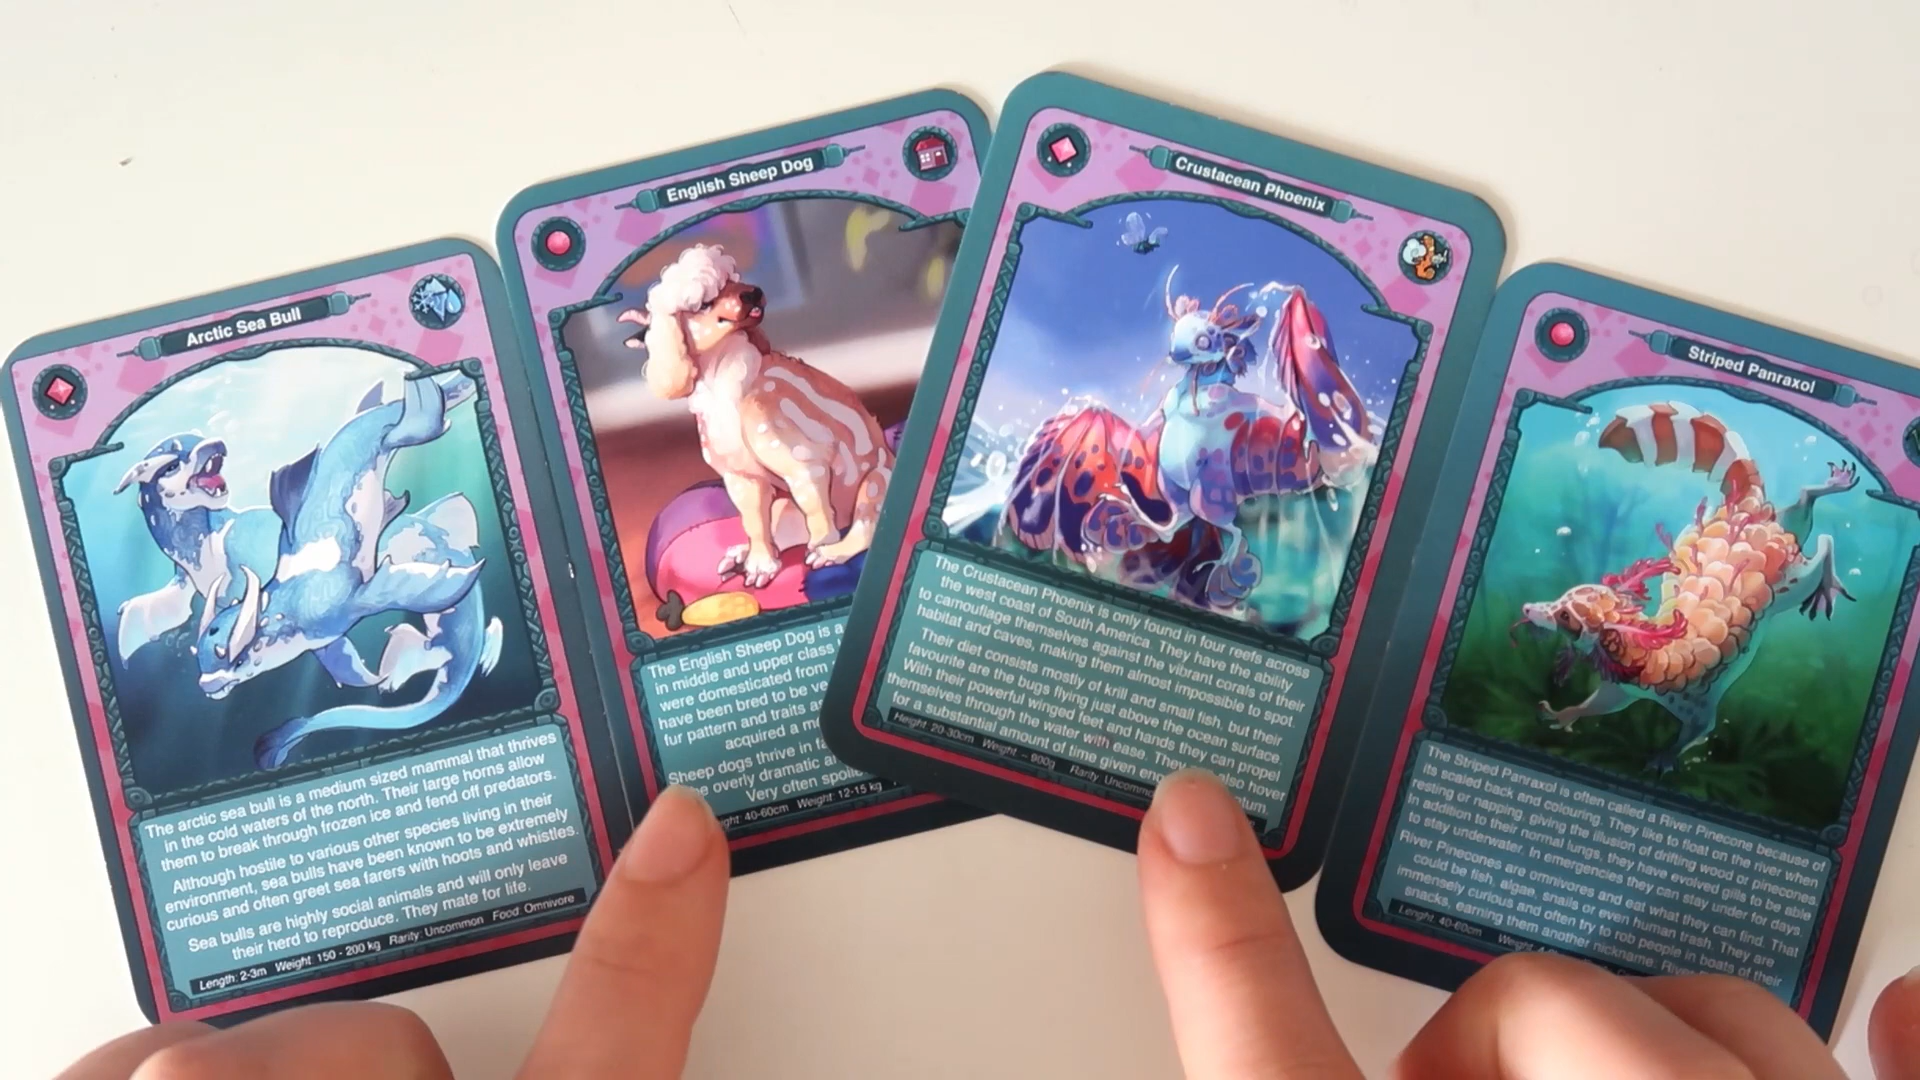 Arctic Sea Bull
The arctic sea bull is a medium sized mammal that thrives
in the cold waters of the north. Their large horns allow
them to break through frozen ice and fend off predators.
Although hostile to various other species living in their
environment, sea bulls have been known to be extremely
curious and often greet sea farers with hoots and whistles.
Sea bulls are highly social animals and will only leave
their herd to reproduce. They mate for life.
Length: 2-3m Weight: 150 - 200 kg Rarity: Uncommon Food: Omnivore
English Sheep Dog
The English Sheep Dog is a
in middle and upper class
were domesticated from
have been bred to be ve
fur pattern and traits as
acquired a m
Sheep dogs thrive in fa
be overly dramatic an
Very often spoile
ght: 40-60cm Weight: 12-15 kg
Crustacean Phoenix
The Crustacean Phoenix is only found in four reefs across
the west coast of South America. They have the ability
to camouflage themselves against the vibrant corals of their
habitat and caves, making them almost impossible to spot.
Their diet consists mostly of krill and small fish, but their
favourite are the bugs flying just above the ocean surface.
With their powerful winged feet and hands they can propel
themselves through the water with ease. They also hover
for a substantial amount of time given eno
Height: 20-30cm Weight: ~ 900g Rarity: Uncommo
Striped Panraxol
The Striped Panraxol is often called a River Pinecone because of
its scaled back and colouring. They like to float on the river when
resting or napping, giving the illusion of drifting wood or pinecones.
In addition to their normal lungs, they have evolved gills to be able
to stay underwater. In emergencies they can stay under for days.
River Pinecones are omnivores and eat what they can find. That
could be fish, algae, snails or even human trash. They are
immensely curious and often try to rob people in boats of their
snacks, earning them another nickname: River
Lenght: 40-60cm Weight: